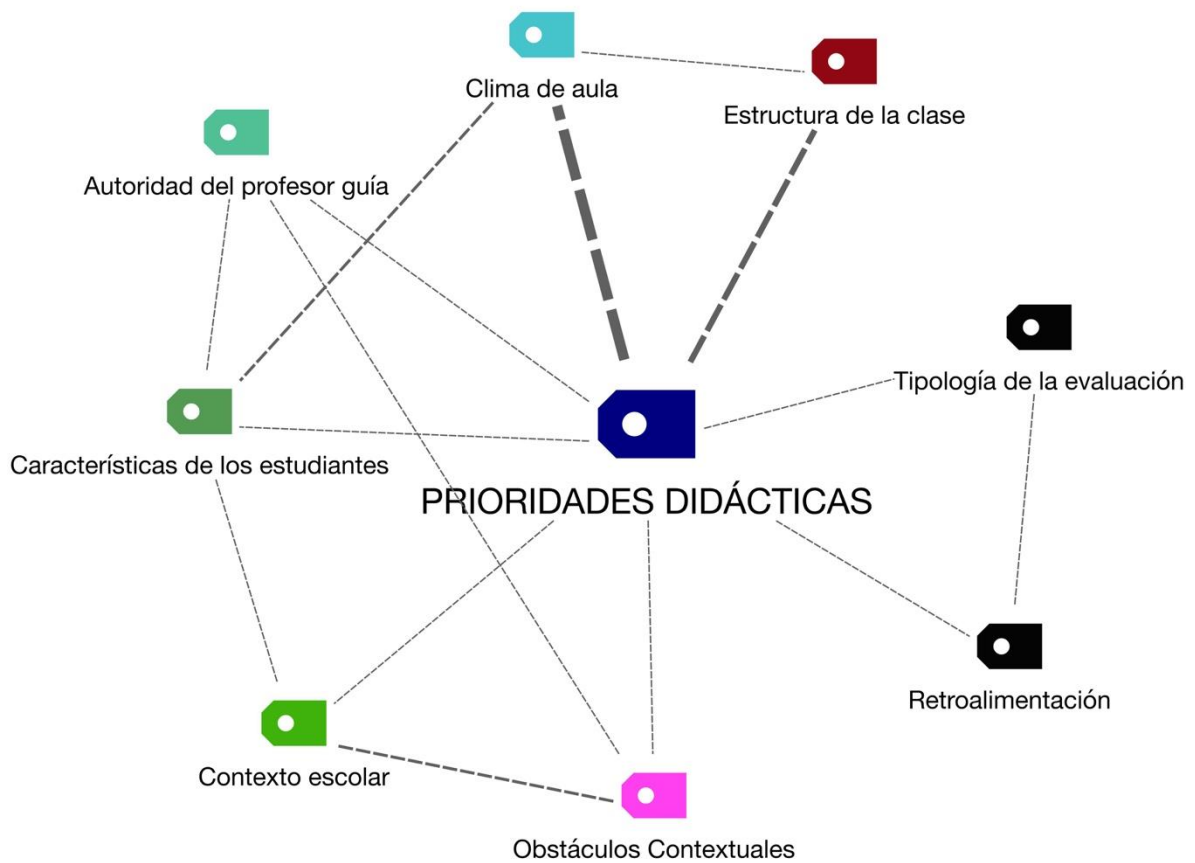 Clima de aula
Estructura de la clase
Autoridad del profesor guía
Tipología de la evaluación
Características de los estudiantes
PRIORIDADES DIDÁCTICAS
Retroalimentación
Contexto escolar
Obstáculos Contextuales